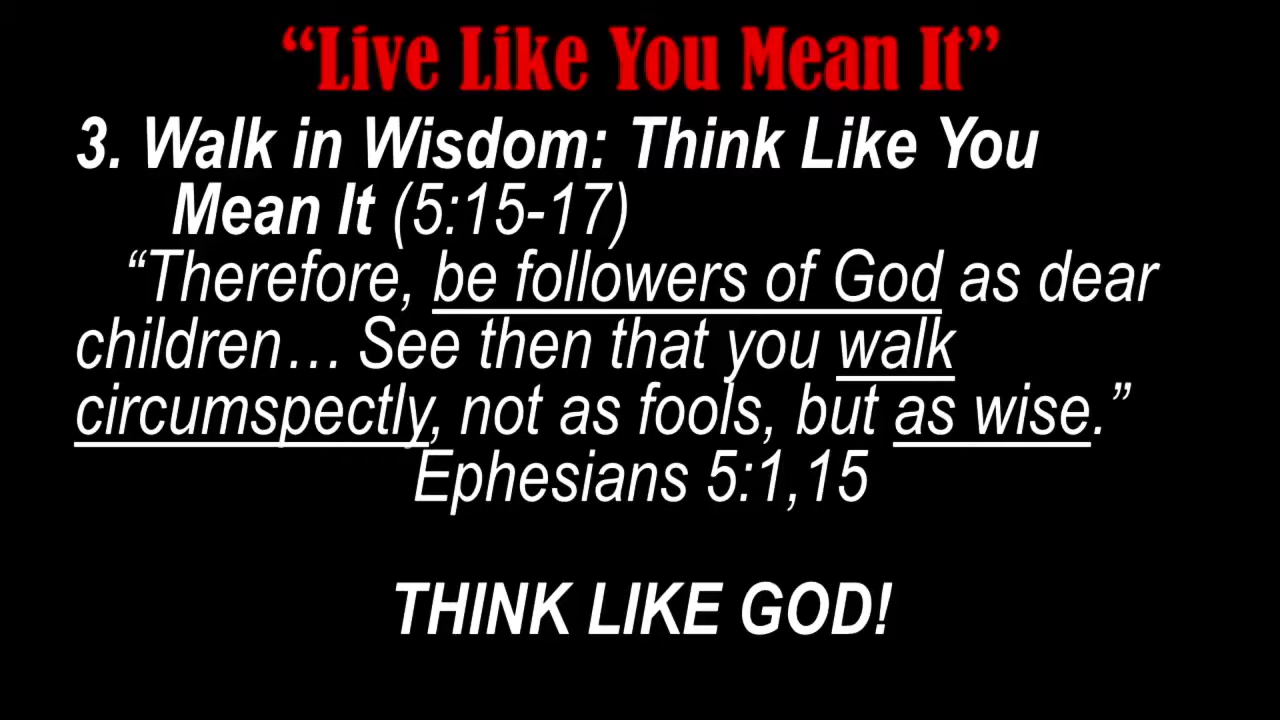 “Live Like You Mean It”
3. Walk in Wisdom: Think Like You
Mean It (5:15-17)
“Therefore, be followers of God as dear
children… See then that you walk
circumspectly, not as fools, but as wise.”
Ephesians 5:1,15
THINK LIKE GOD!